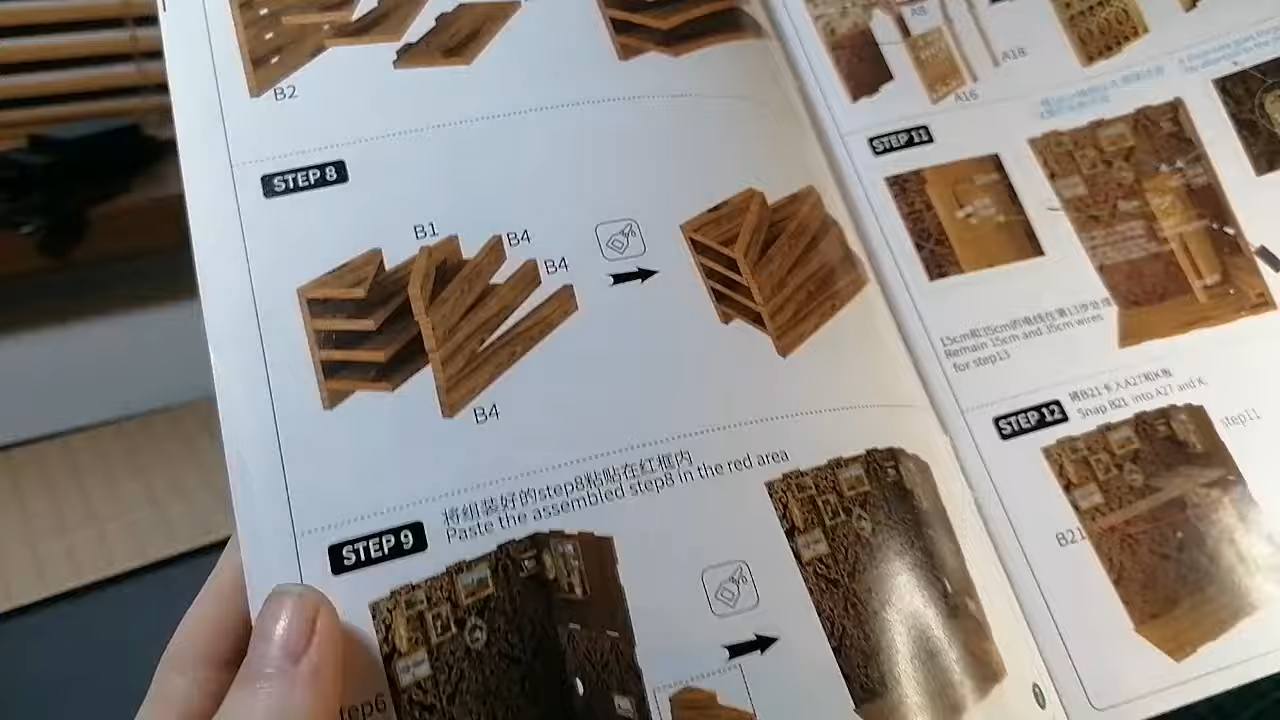 B2
STEP 8
B1
B4
B4
B4
将组装好的step8粘贴在红框内
STEP 9
Paste the assembled step8 in the red area
A8
A18
A16
STEP 11
15cm和35cm的电线在第13步处理
Remain 15cm and 35cm wires
for step13
将B21卡入A27和K板
STEP 12
Snap B21 into A27 and K
step11
B21